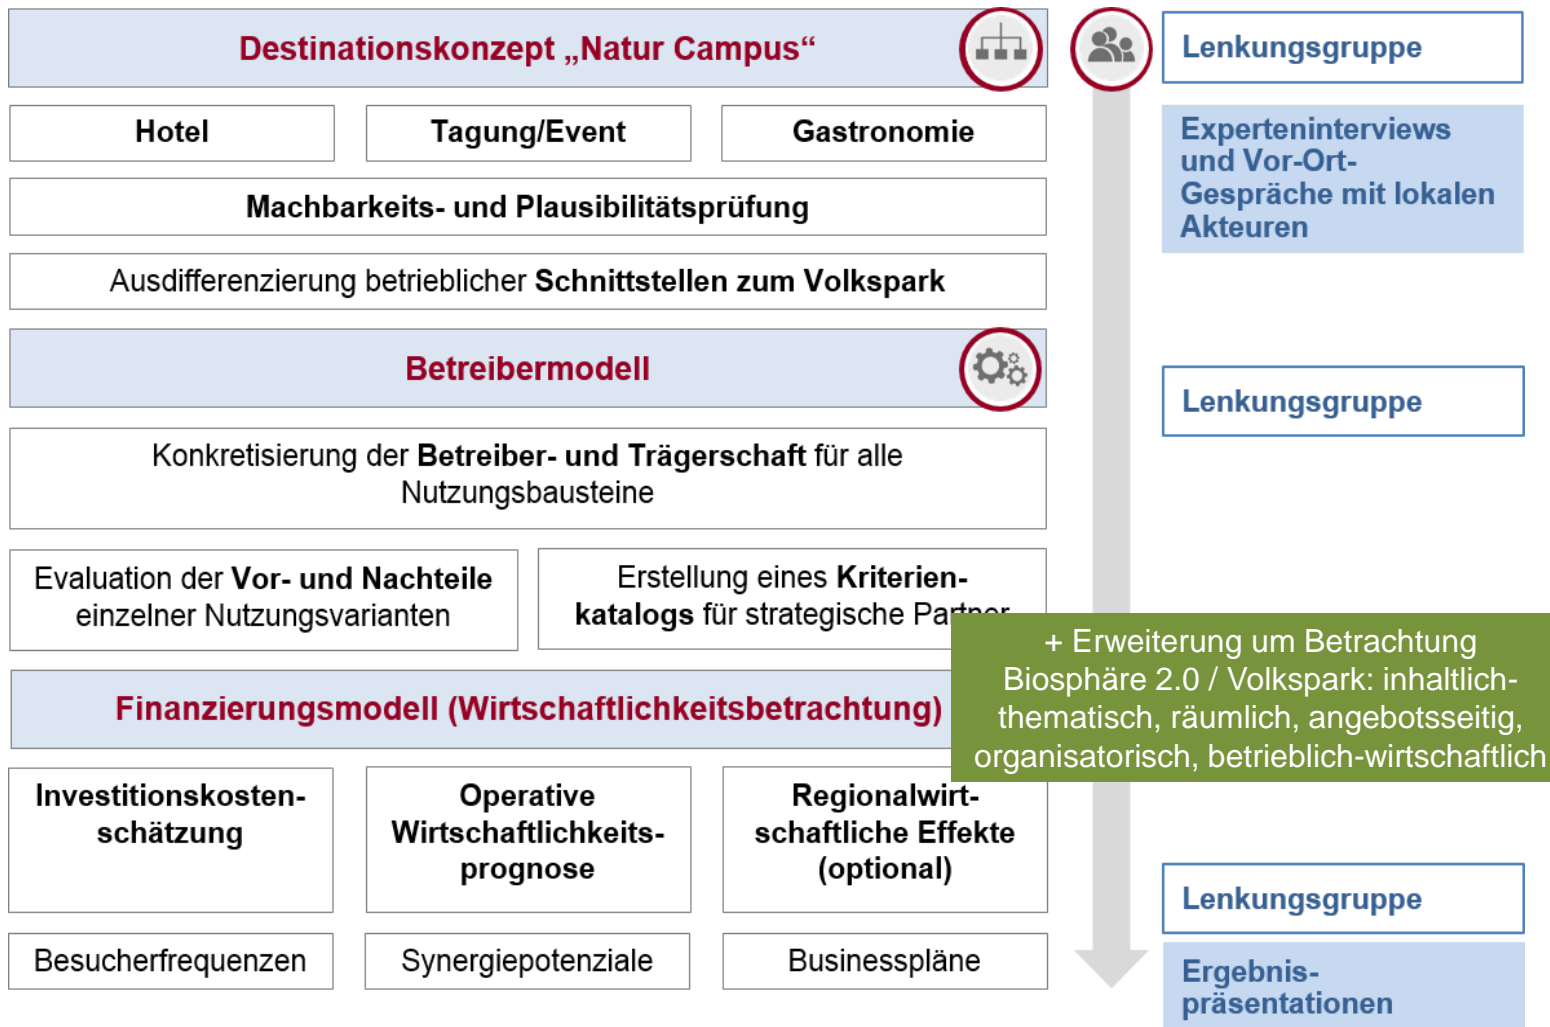 Destinationskonzept „Natur Campus“
Lenkungsgruppe
Hotel
Tagung/Event
Gastronomie
Experteninterviews
und Vor-Ort-
Gespräche mit lokalen
Akteuren
Machbarkeits- und Plausibilitätsprüfung
Ausdifferenzierung betrieblicher Schnittstellen zum Volkspark
Betreibermodell
Lenkungsgruppe
Konkretisierung der Betreiber- und Trägerschaft für alle
Nutzungsbausteine
Evaluation der Vor- und Nachteile
einzelner Nutzungsvarianten
Erstellung eines Kriterien-
katalogs für strategische Partner
+ Erweiterung um Betrachtung
Biosphäre 2.0 / Volkspark: inhaltlich-
thematisch, räumlich, angebotsseitig,
organisatorisch, betrieblich-wirtschaftlich
Finanzierungsmodell (Wirtschaftlichkeitsbetrachtung)
Investitionskosten-
schätzung
Operative
Wirtschaftlichkeits-
prognose
Regionalwirt-
schaftliche Effekte
(optional)
Lenkungsgruppe
Besucherfrequenzen
Synergiepotenziale
Businesspläne
Ergebnis-
präsentationen